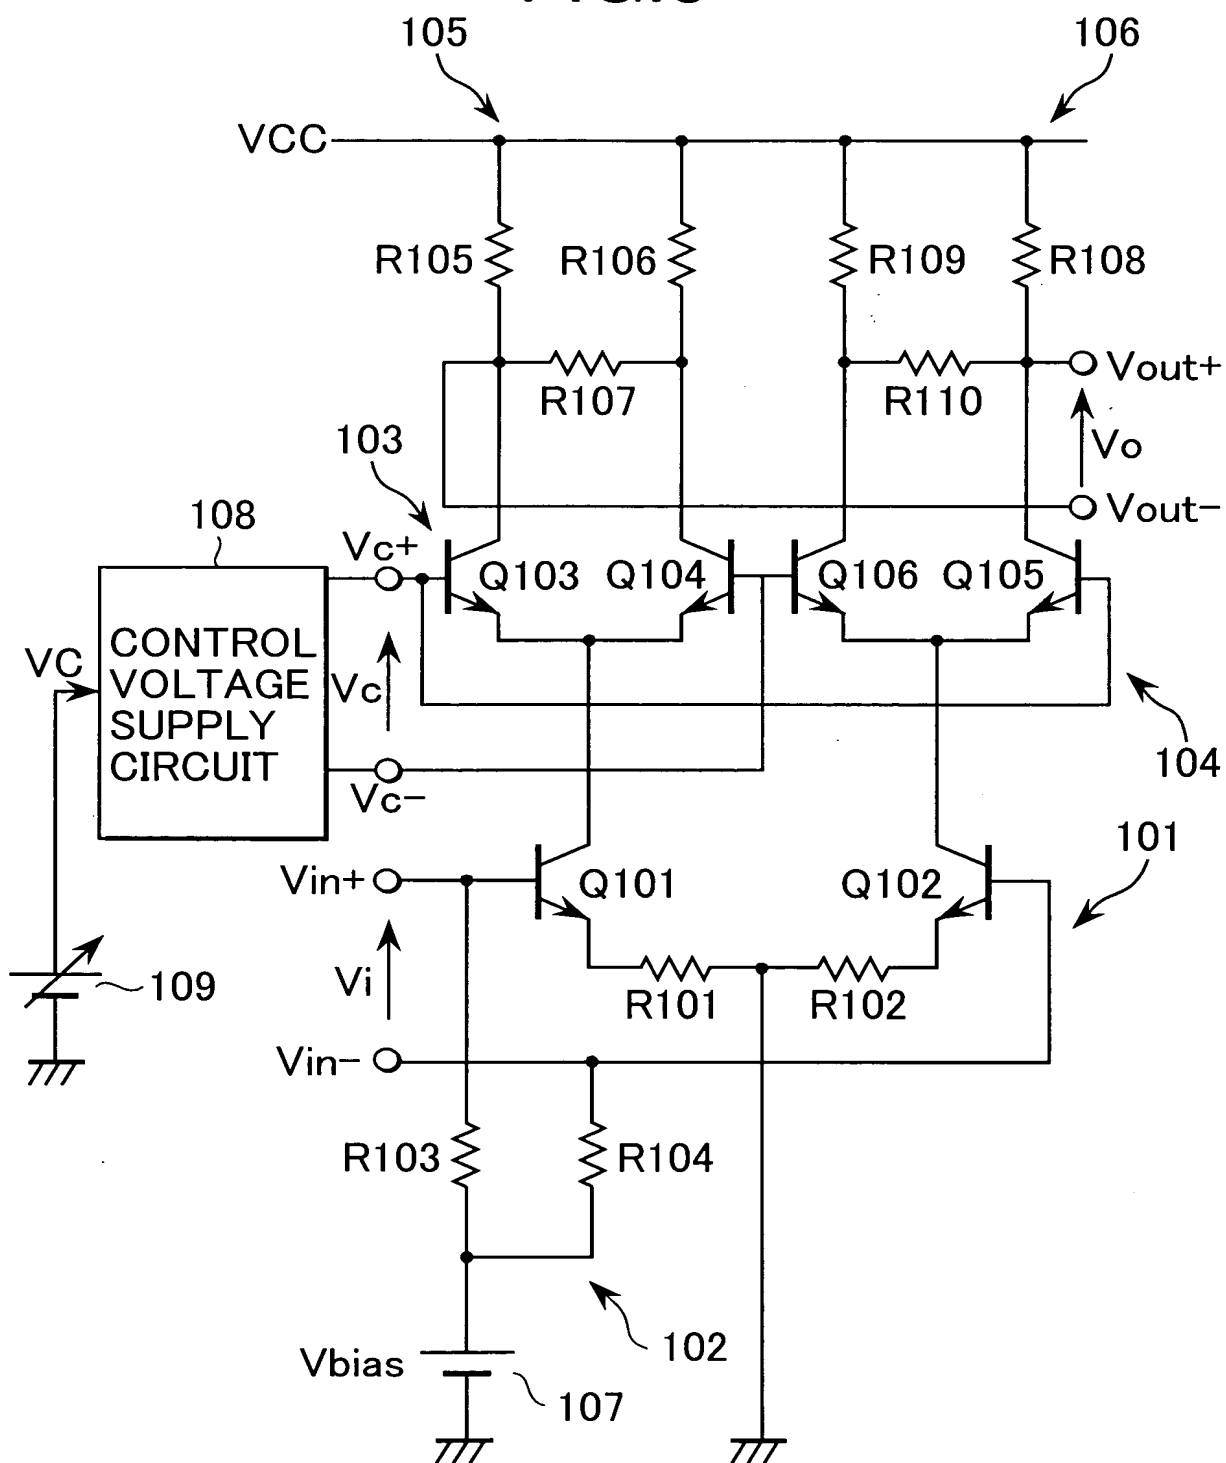 105
106
VCC
R105
R106
R109
R108
R107
R110
Vout+
Vo
Vout-
103
108
Vc+
Q103
Q104
Q106
Q105
CONTROL
VOLTAGE
SUPPLY
CIRCUIT
VC
Vc
Vc-
104
101
Vin+
Q101
Q102
Vi
109
R101
R102
Vin-
R103
R104
102
Vbias
107